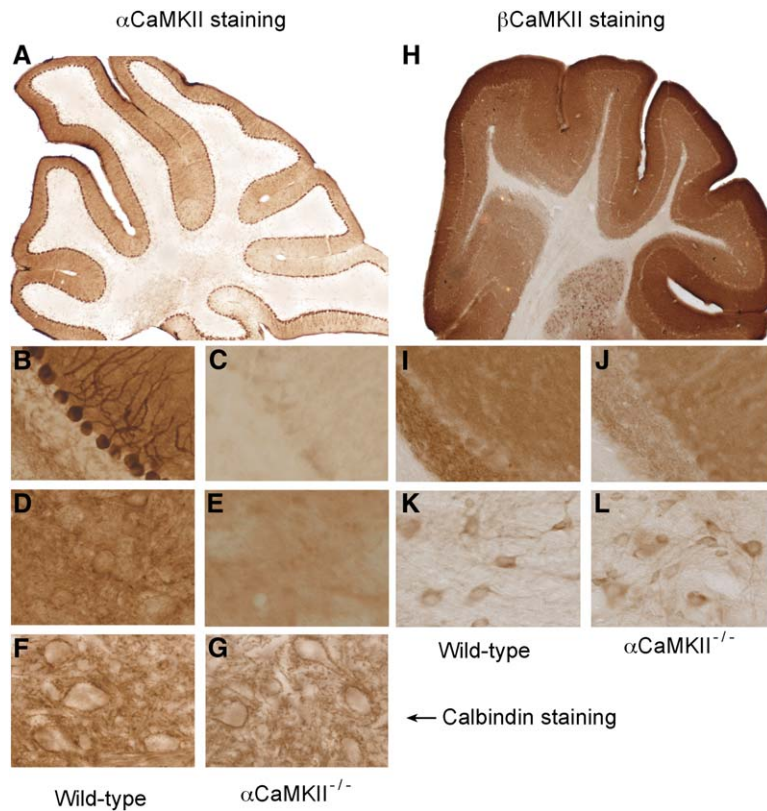 αCaMKII staining
βCaMKII staining
A
H
B
C
I
J
D
E
K
L
F
G
Wild-type
αCaMKII⁻/⁻
← Calbindin staining
Wild-type
αCaMKII⁻/⁻